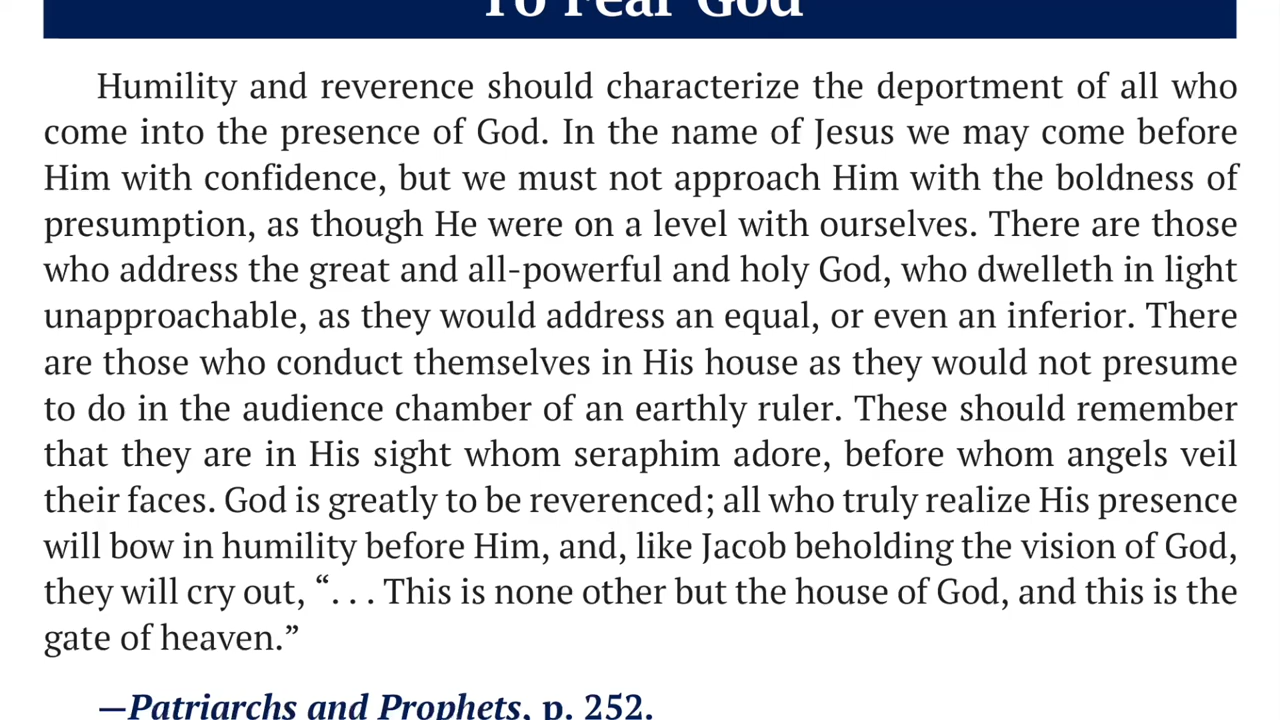 To Fear God
Humility and reverence should characterize the deportment of all who
come into the presence of God. In the name of Jesus we may come before
Him with confidence, but we must not approach Him with the boldness of
presumption, as though He were on a level with ourselves. There are those
who address the great and all-powerful and holy God, who dwelleth in light
unapproachable, as they would address an equal, or even an inferior. There
are those who conduct themselves in His house as they would not presume
to do in the audience chamber of an earthly ruler. These should remember
that they are in His sight whom seraphim adore, before whom angels veil
their faces. God is greatly to be reverenced; all who truly realize His presence
will bow in humility before Him, and, like Jacob beholding the vision of God,
they will cry out, “. . . This is none other but the house of God, and this is the
gate of heaven.”
—Patriarchs and Prophets, p. 252.